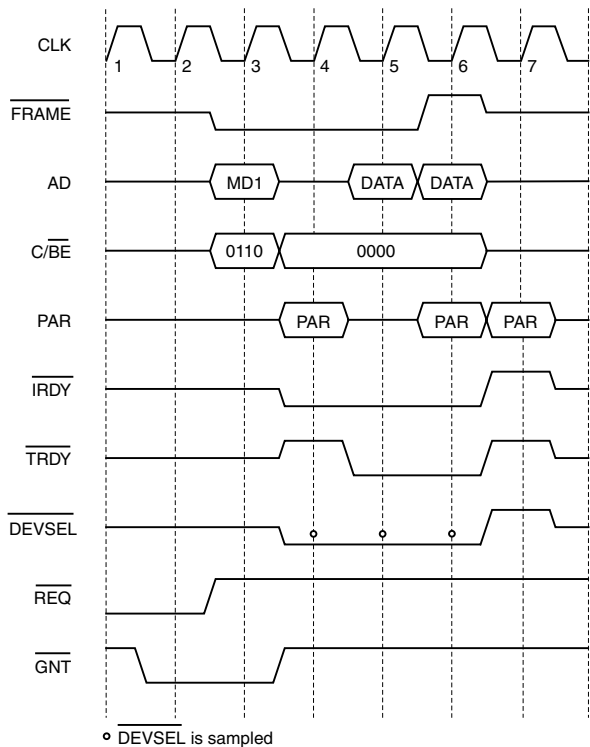 CLK
1 2 3 4 5 6 7
FRAME
AD
MD1 DATA DATA
C/BE
0110 0000
PAR
PAR PAR PAR
IRDY
TRDY
DEVSEL
REQ
GNT
DEVSEL is sampled